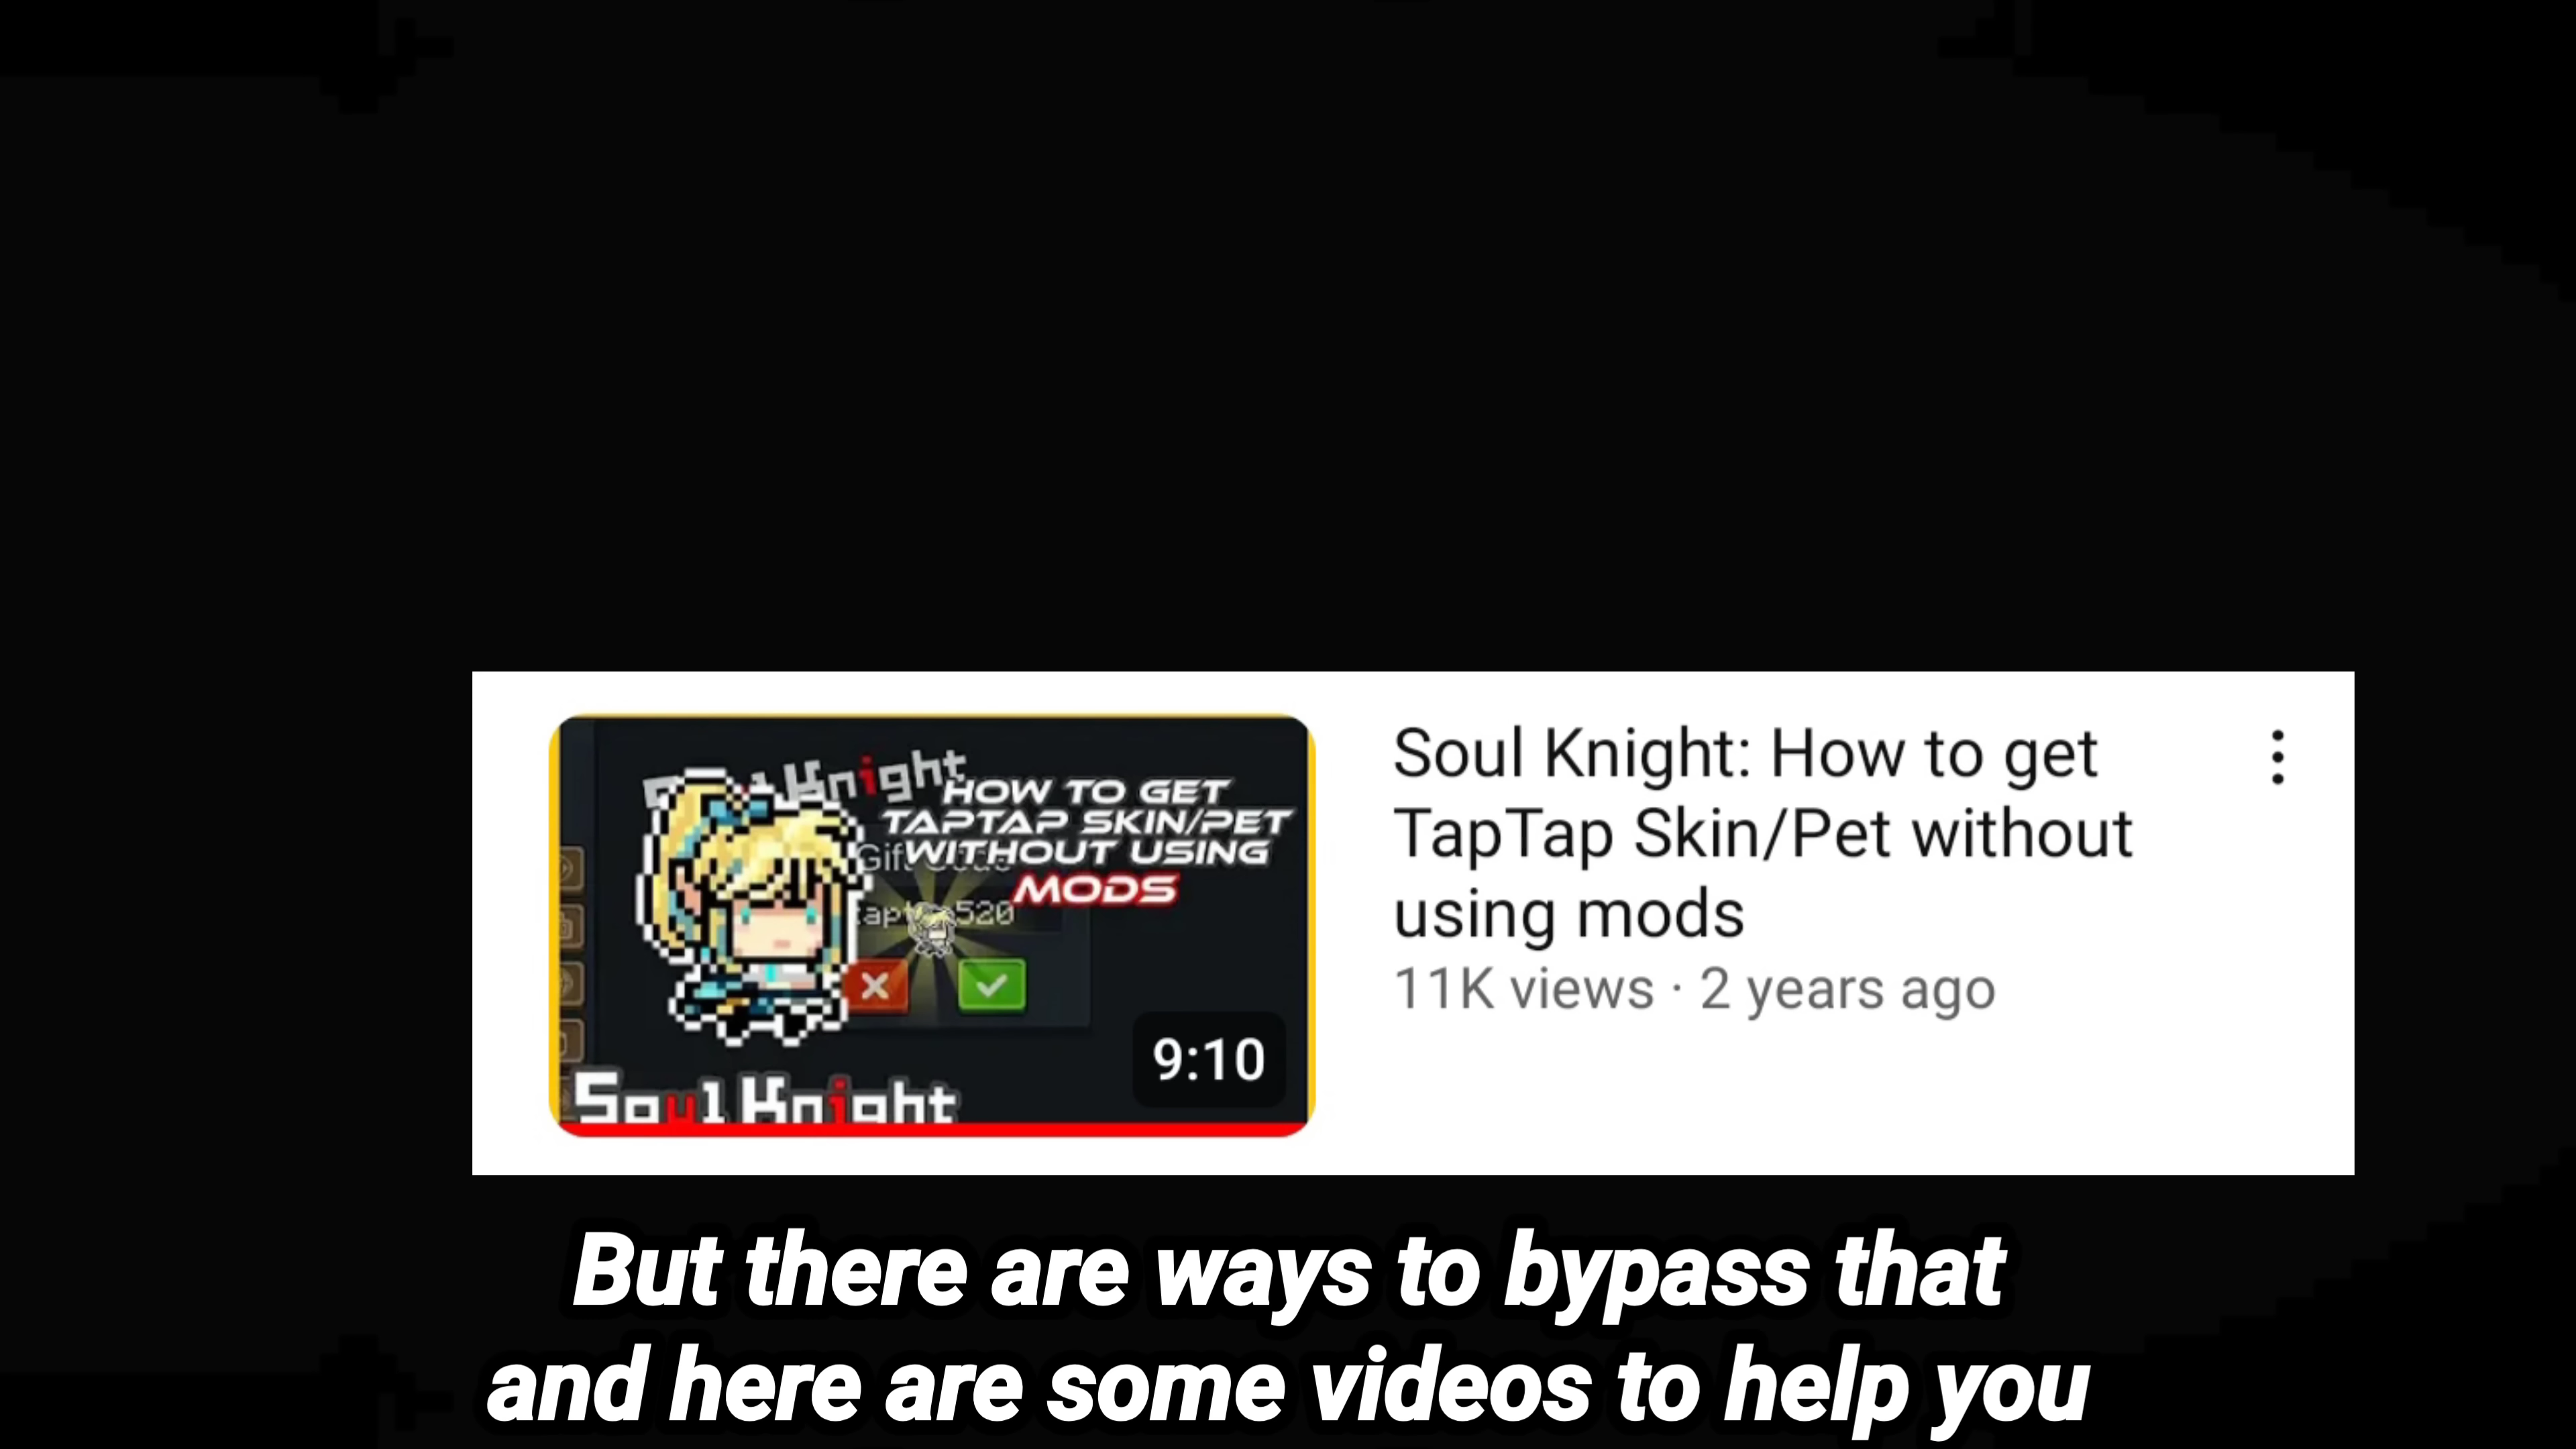 Knight
HOW TO GET
TAPTAP SKIN/PET
WITHOUT USING
MODS
520
9:10
Soul Knight
Soul Knight: How to get
TapTap Skin/Pet without
using mods
11K views · 2 years ago
But there are ways to bypass that
and here are some videos to help you